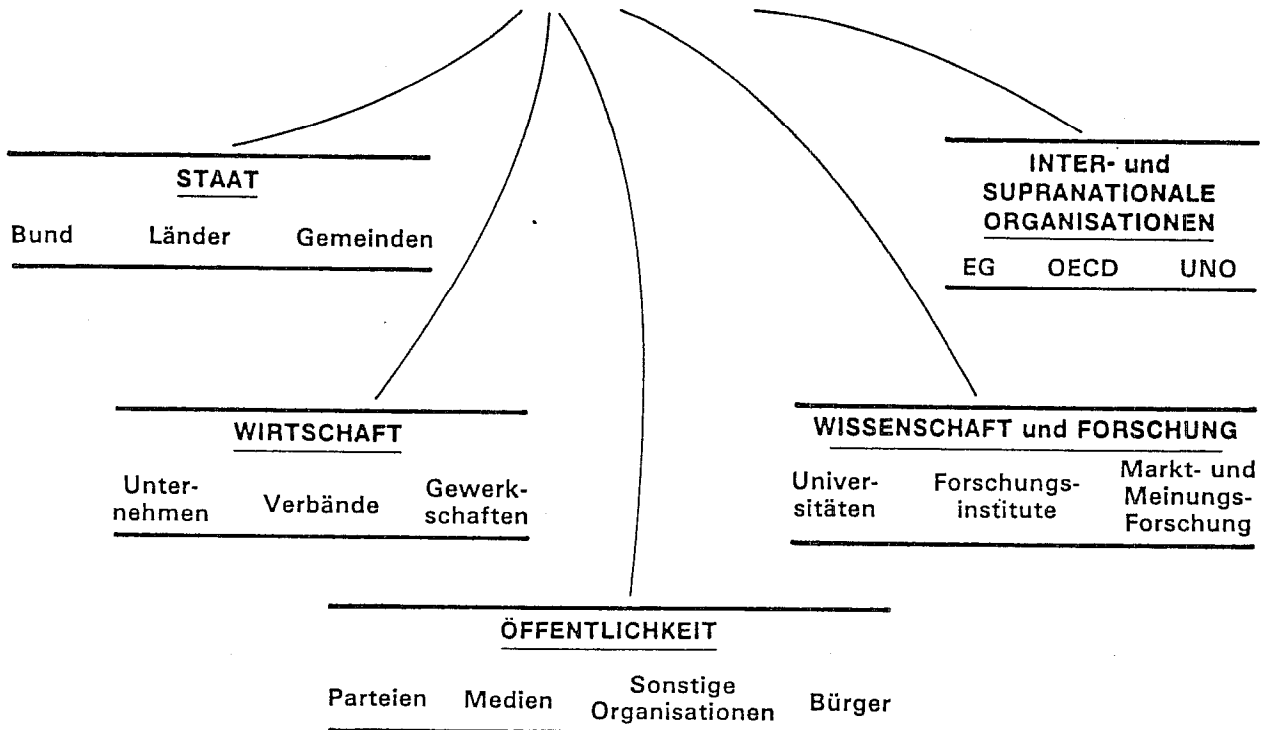 STAAT
Bund Länder Gemeinden
INTER- und
SUPRANATIONALE
ORGANISATIONEN
EG OECD UNO
WIRTSCHAFT
Unter-
nehmen
Verbände
Gewerk-
schaften
WISSENSCHAFT und FORSCHUNG
Univer-
sitäten
Forschungs-
institute
Markt- und
Meinungs-
Forschung
ÖFFENTLICHKEIT
Parteien
Medien
Sonstige
Organisationen
Bürger